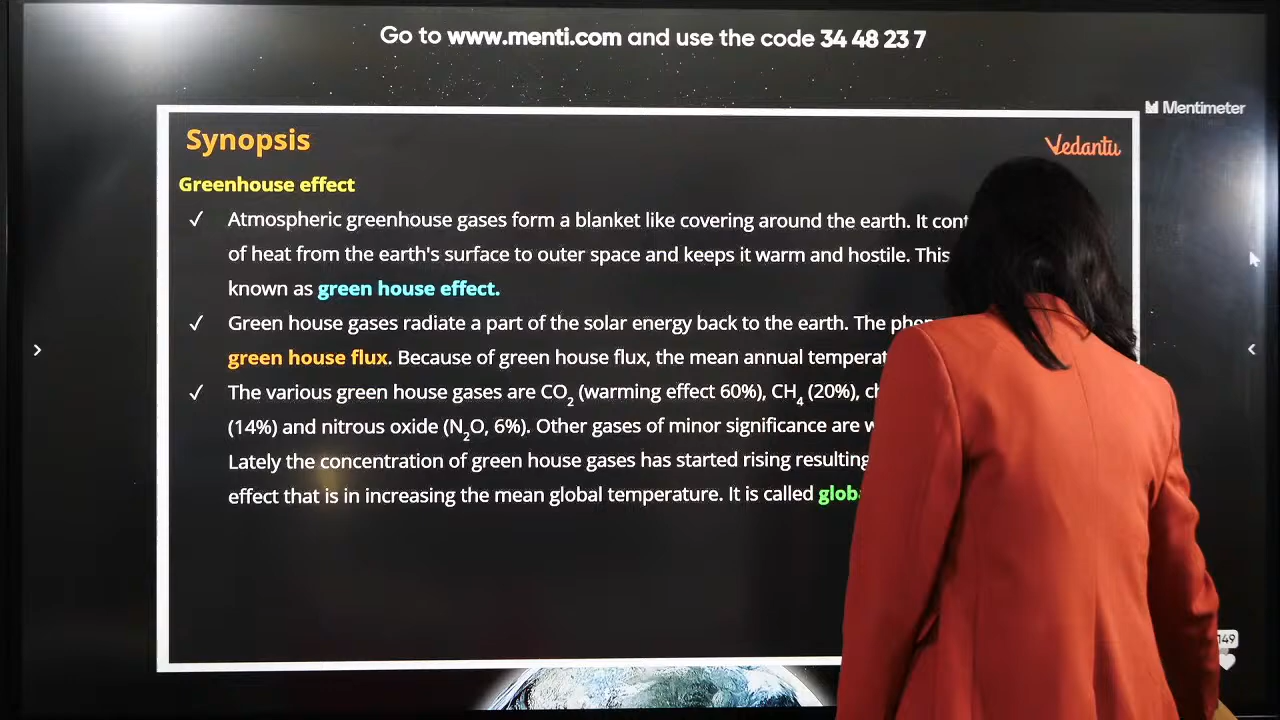 Go to www.menti.com and use the code 34 48 23 7
Mentimeter
Synopsis
Vedantu
Greenhouse effect
✓ Atmospheric greenhouse gases form a blanket like covering around the earth. It
of heat from the earth's surface to outer space and keeps it warm and hostile. This
known as green house effect.
✓ Green house gases radiate a part of the solar energy back to the earth. The
green house flux. Because of green house flux, the mean annual
✓ The various green house gases are CO₂ (warming effect 60%), CH₄ (20%),
(14%) and nitrous oxide (N₂O, 6%). Other gases of minor significance are
Lately the concentration of green house gases has started rising resulting
effect that is in increasing the mean global temperature. It is called
149